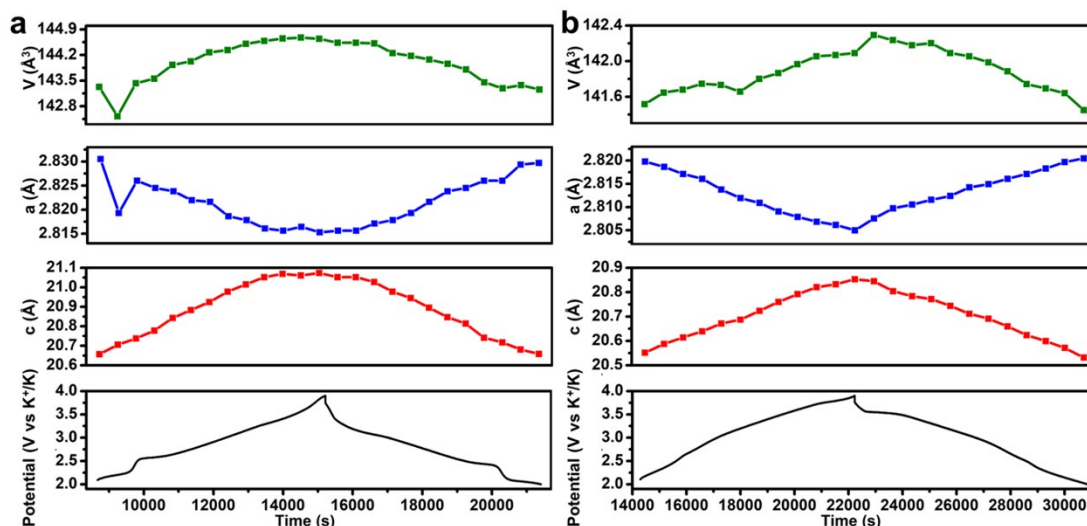 a
V (Å³)
144.9
144.2
143.5
142.8
a (Å)
2.830
2.825
2.820
2.815
c (Å)
21.1
21.0
20.9
20.8
20.7
20.6
Potential (V vs K⁺/K)
4.0
3.5
3.0
2.5
2.0
10000 12000 14000 16000 18000 20000
Time (s)
b
V (Å³)
142.4
142.0
141.6
a (Å)
2.820
2.815
2.810
2.805
c (Å)
20.9
20.8
20.7
20.6
20.5
Potential (V vs K⁺/K)
4.0
3.5
3.0
2.5
2.0
14000 16000 18000 20000 22000 24000 26000 28000 30000
Time (s)